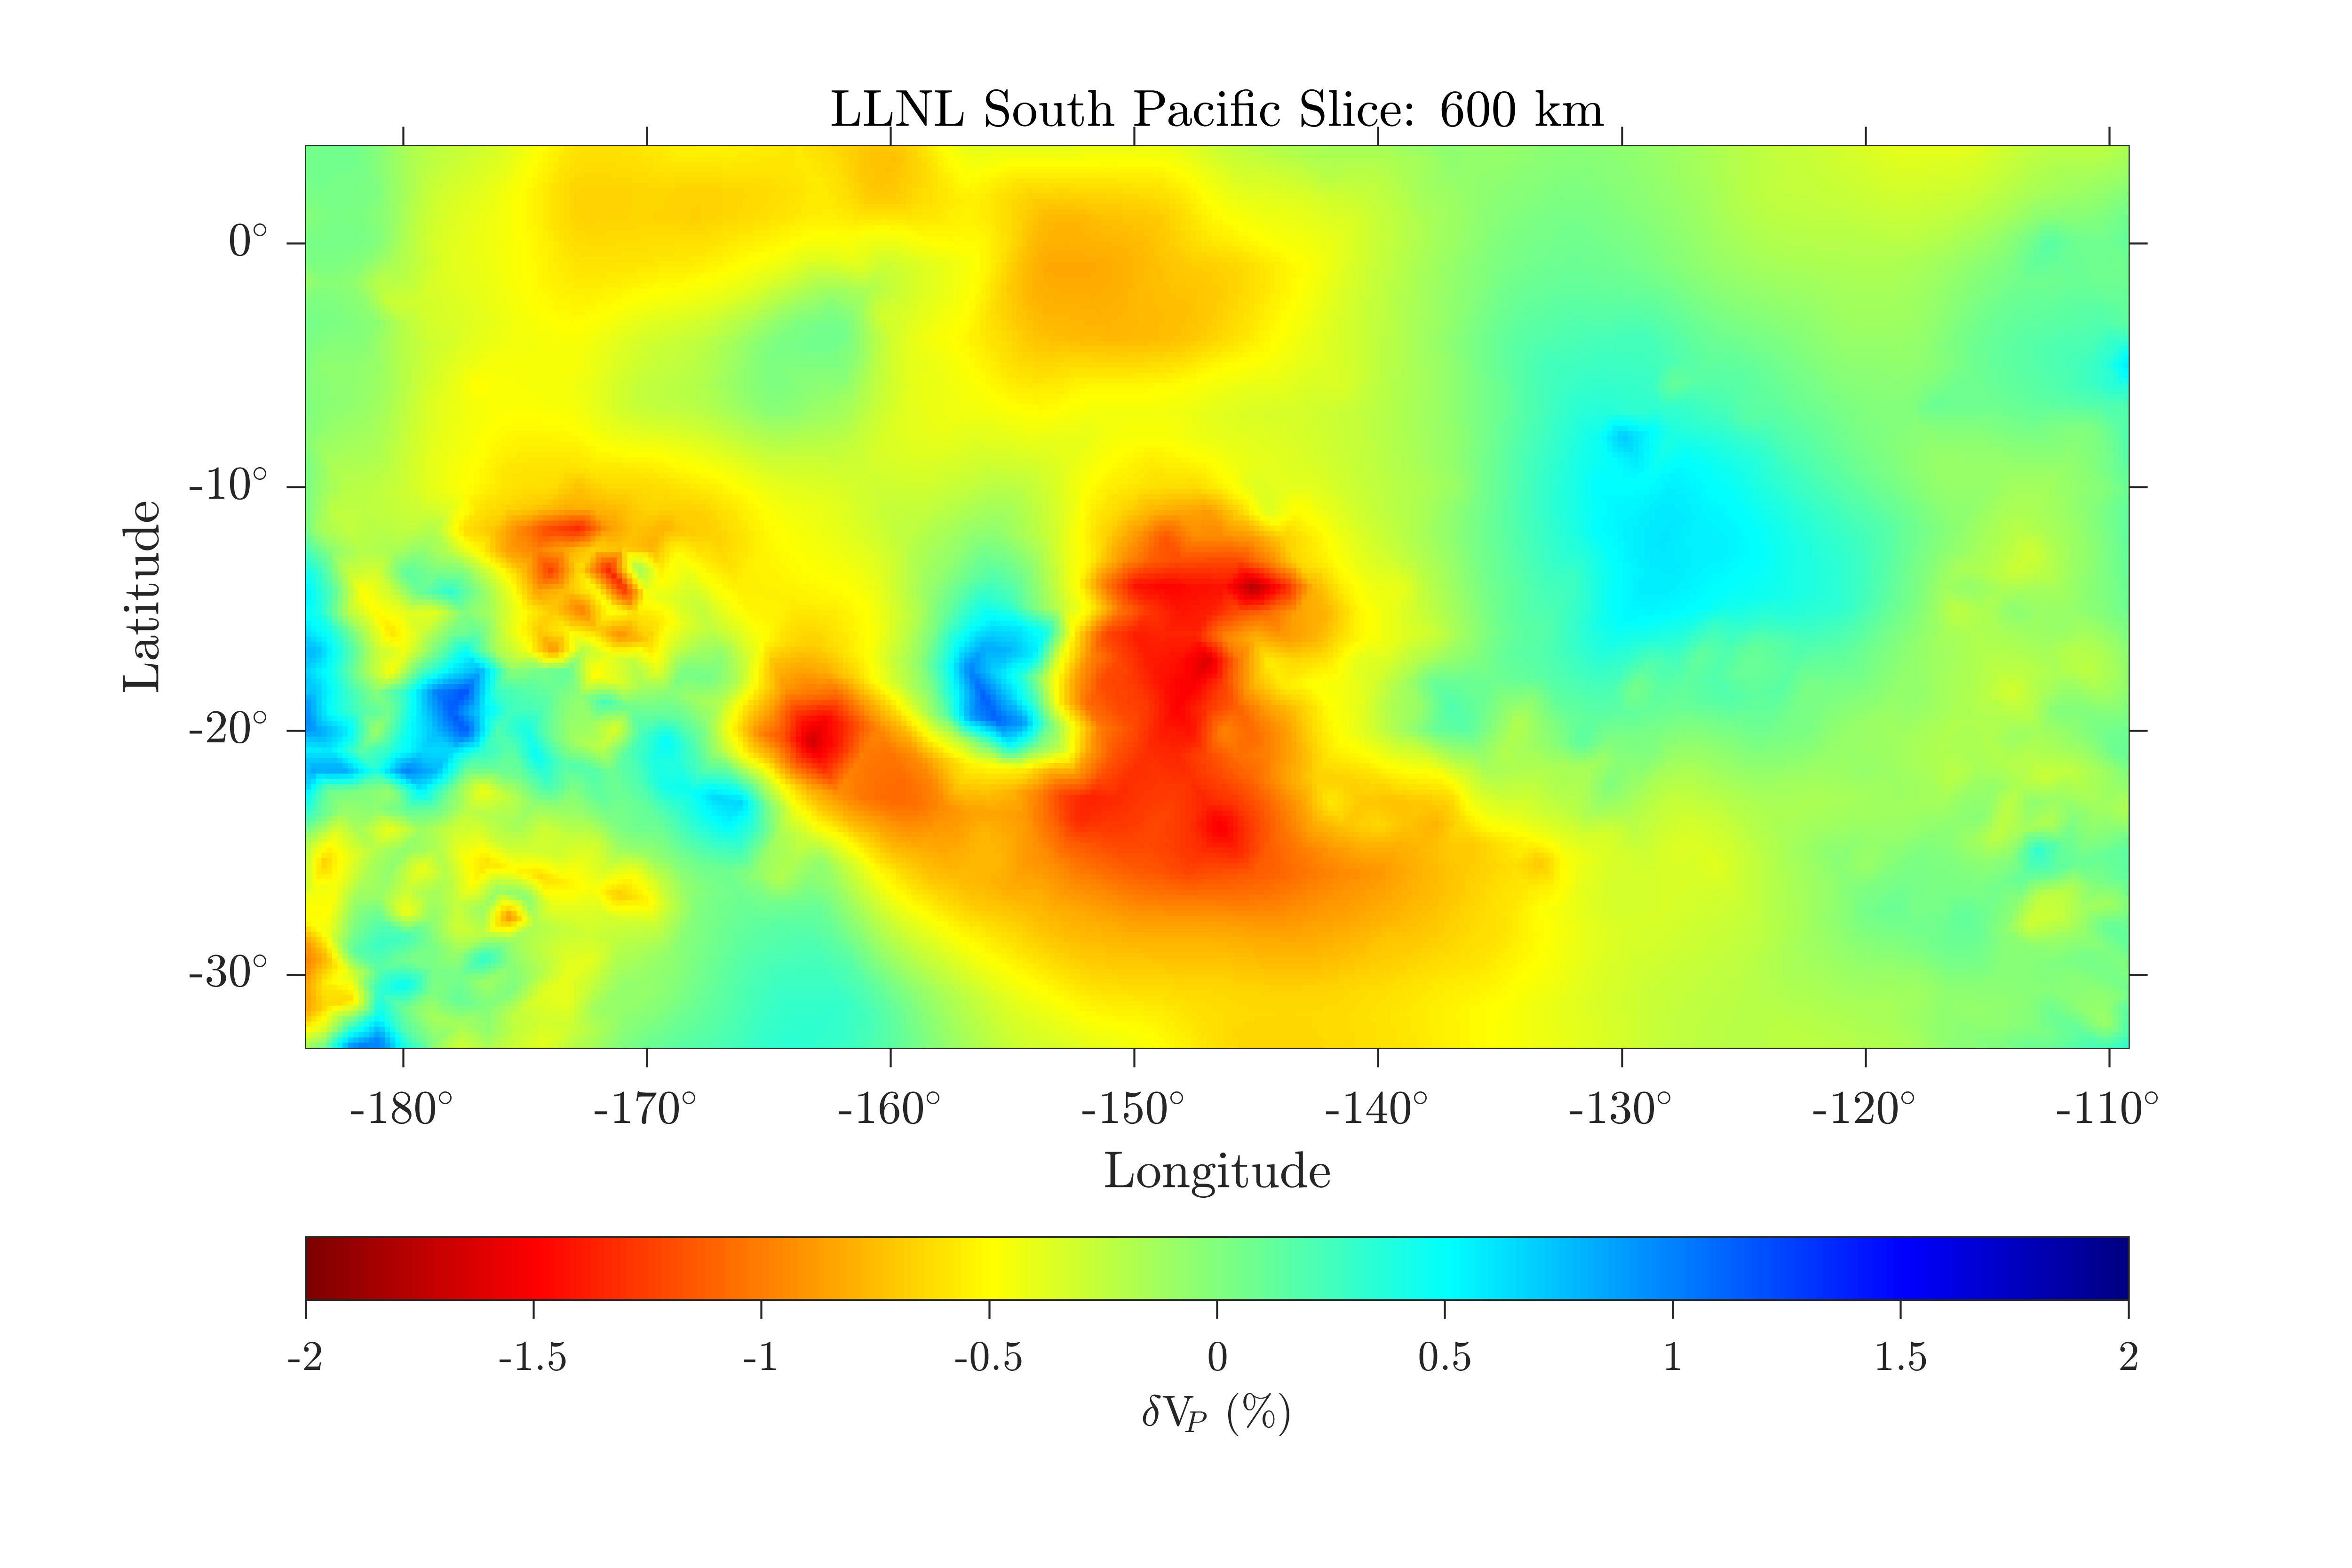 LLNL South Pacific Slice: 600 km
Latitude
0°
-10°
-20°
-30°
-180° -170° -160° -150° -140° -130° -120° -110°
Longitude
-2 -1.5 -1 -0.5 0 0.5 1 1.5 2
δV_P (%)